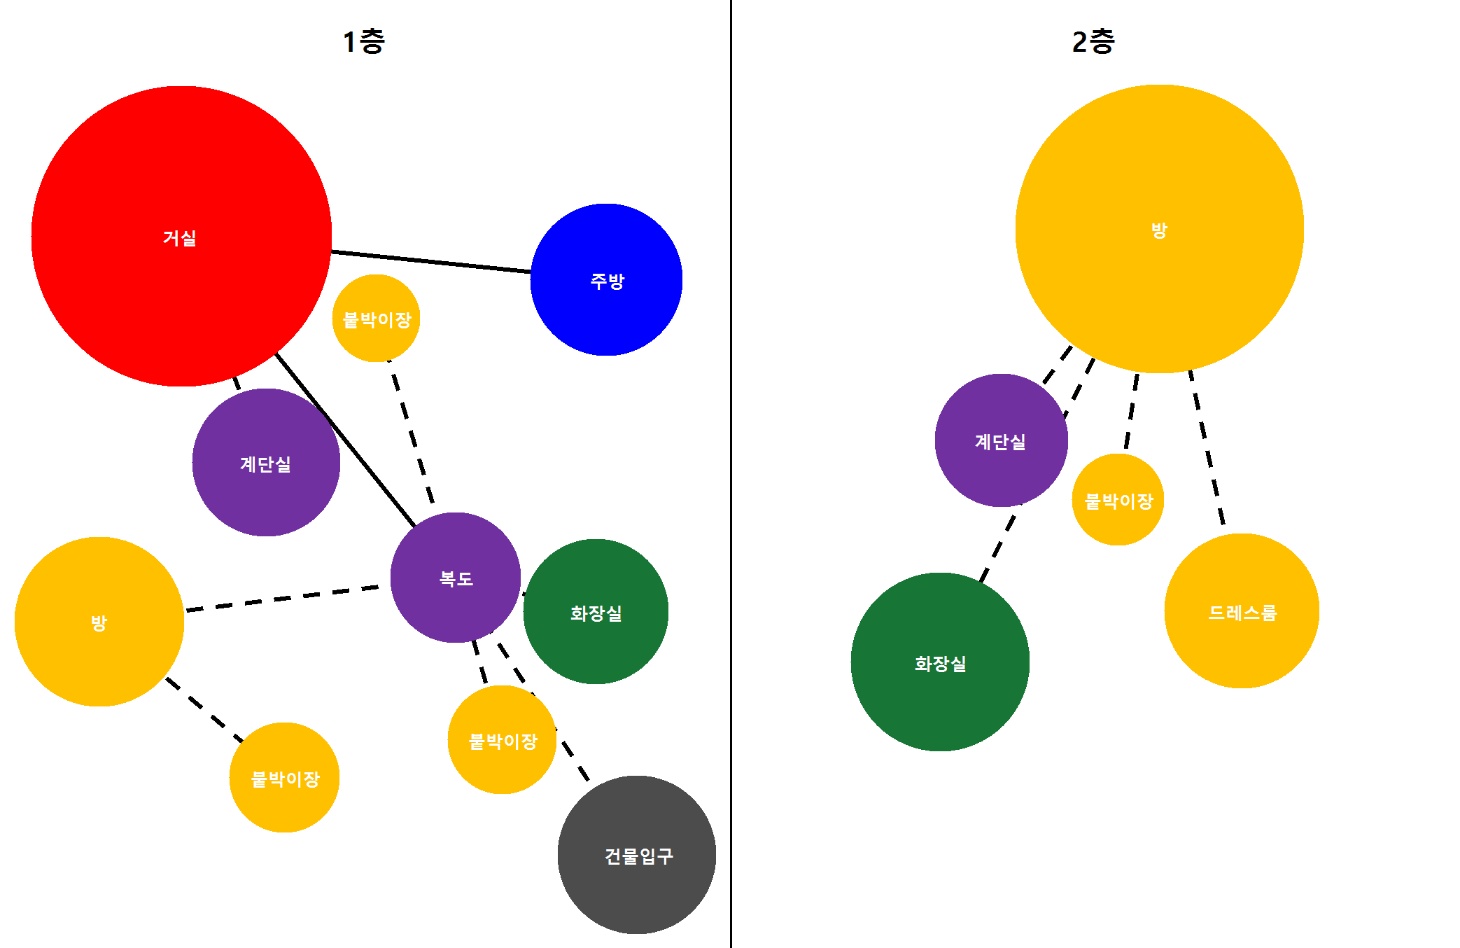 1층
거실
주방
붙박이장
계단실
복도
화장실
방
붙박이장
붙박이장
건물입구
2층
방
계단실
붙박이장
드레스룸
화장실